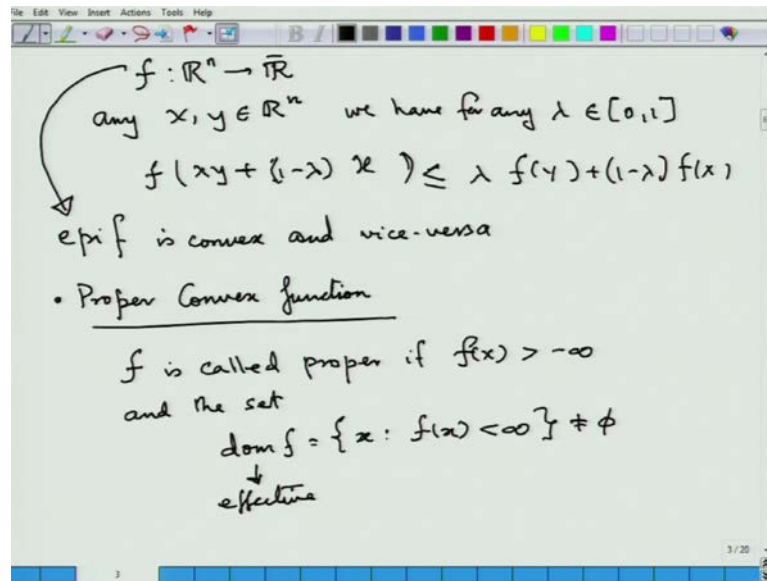 File Edit View Insert Actions Tools Help
B I
f : ℝⁿ → ℝ̄
any x, y ∈ ℝⁿ we have for any λ ∈ [0,1]
f (λy + (1-λ) x ) ≤ λ f(y) + (1-λ) f(x)
epi f is convex and vice-versa
• Proper Convex function
f is called proper if f(x) > -∞
and the set
dom f = { x : f(x) < ∞ } ≠ ϕ
↓
effective
3 / 20
3